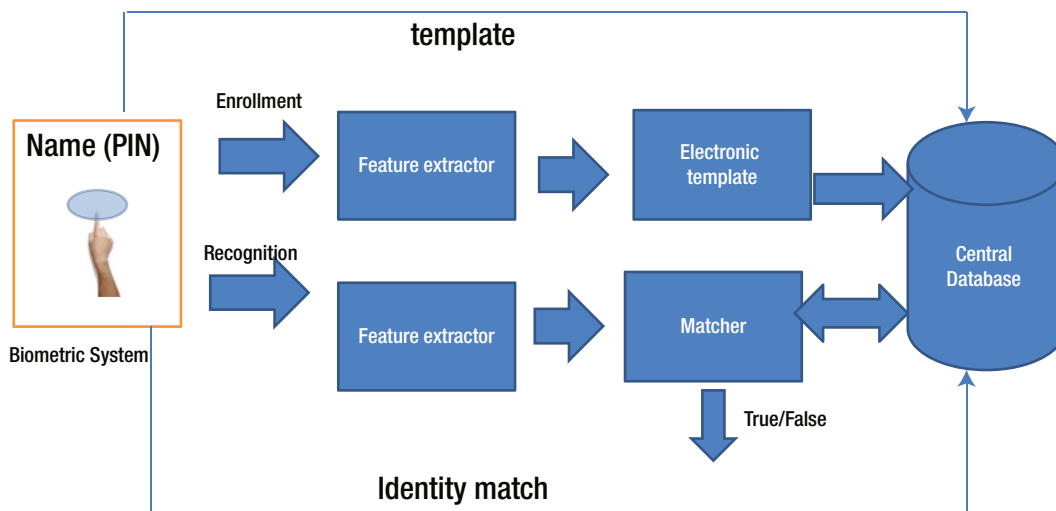 template
Enrollment
Name (PIN)
Feature extractor
Electronic
template
Recognition
Central
Database
Feature extractor
Matcher
Biometric System
True/False
Identity match